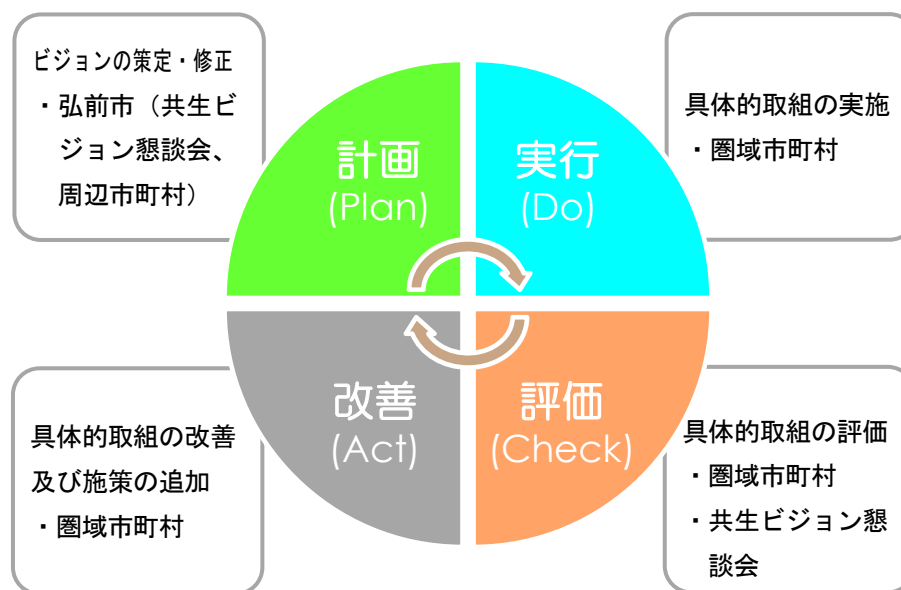 ビジョンの策定・修正
・弘前市（共生ビ
ジョン懇談会、
周辺市町村）
計画
(Plan)
実行
(Do)
具体的取組の実施
・圏域市町村
具体的取組の改善
及び施策の追加
・圏域市町村
改善
(Act)
評価
(Check)
具体的取組の評価
・圏域市町村
・共生ビジョン懇
談会